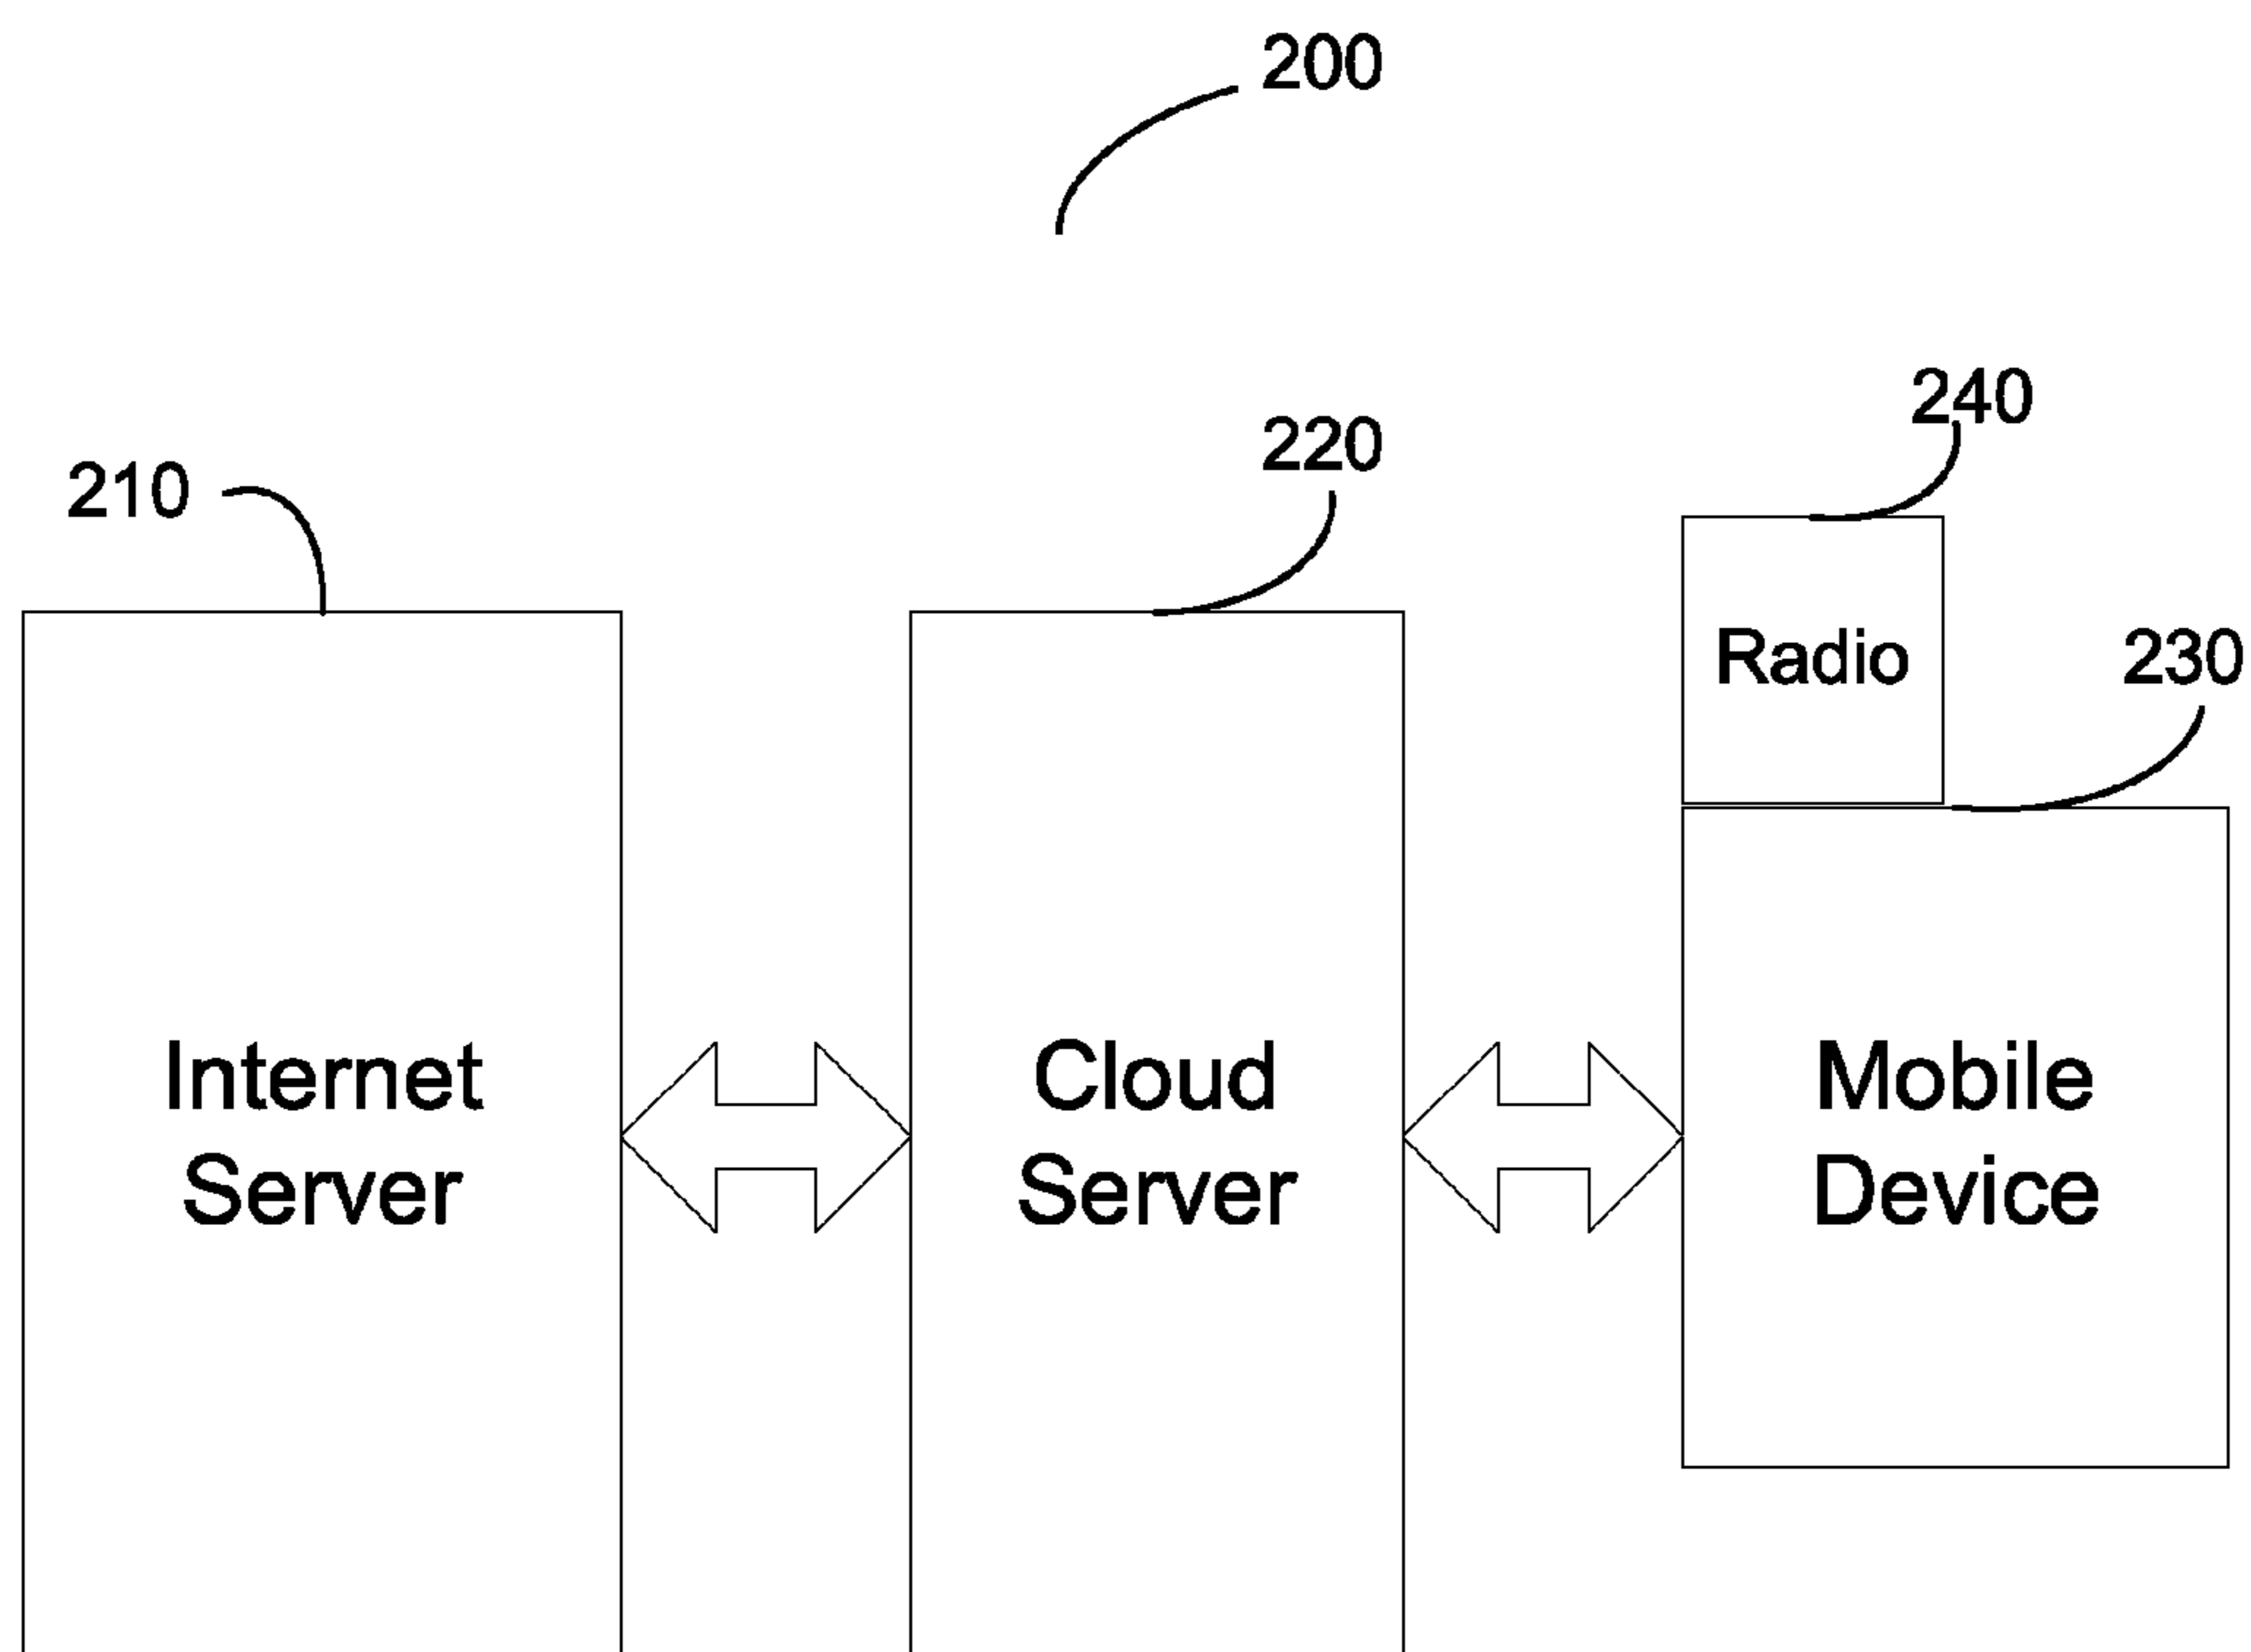 200
240
220
210
Radio
230
Internet
Server
Cloud
Server
Mobile
Device